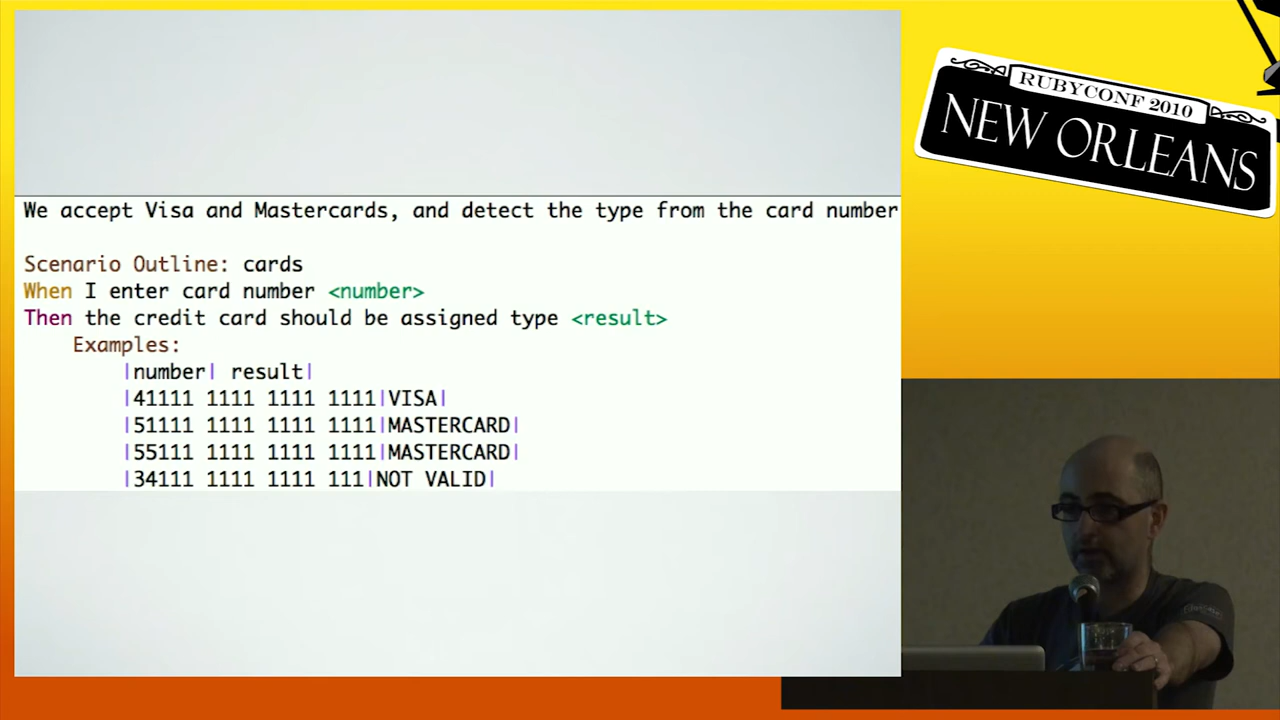 RUBYCONF 2010
NEW ORLEANS
We accept Visa and Mastercards, and detect the type from the card number
Scenario Outline: cards
When I enter card number <number>
Then the credit card should be assigned type <result>
Examples:
|number| result|
|41111 1111 1111 1111|VISA|
|51111 1111 1111 1111|MASTERCARD|
|55111 1111 1111 1111|MASTERCARD|
|34111 1111 1111 111|NOT VALID|